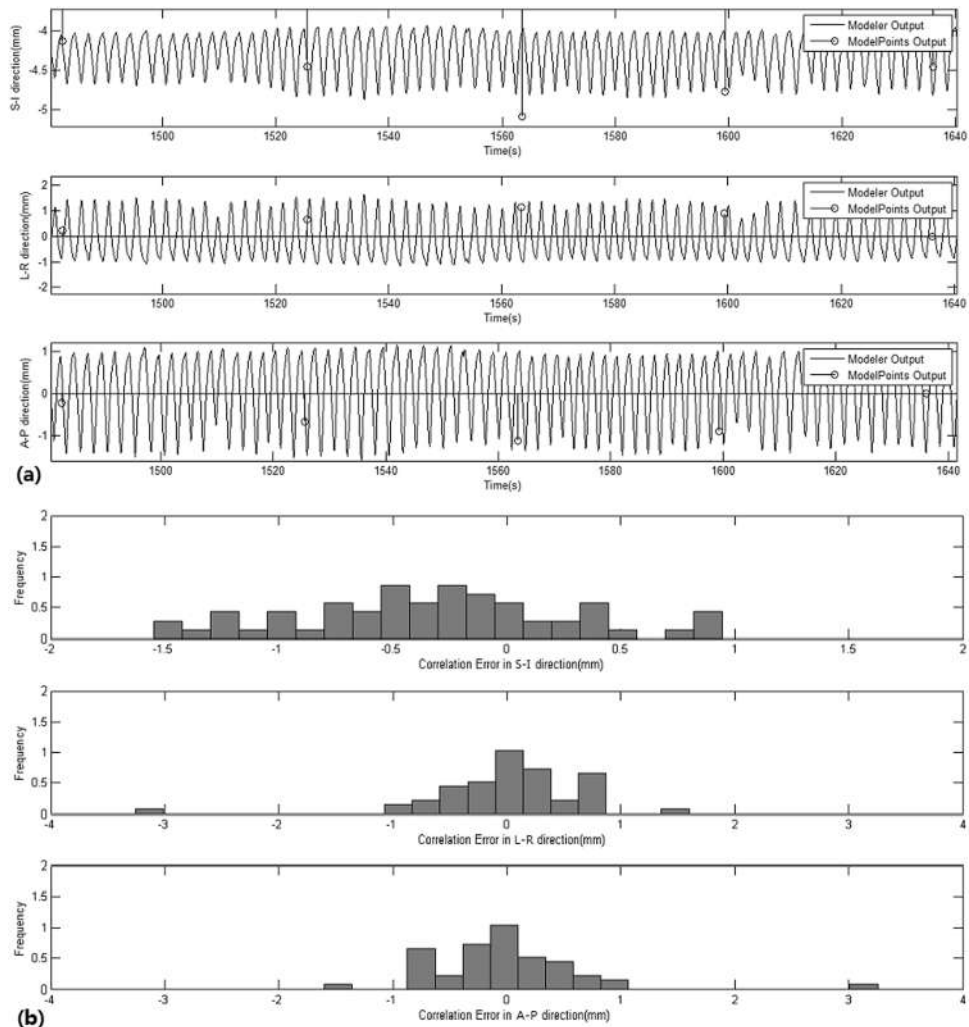 S-I direction(mm)
-4
-4.5
-5
Modeler Output
ModelPoints Output
1500 1520 1540 1560 1580 1600 1620 1640
Time(s)
L-R direction(mm)
2
1
0
-1
-2
Modeler Output
ModelPoints Output
1500 1520 1540 1560 1580 1600 1620 1640
Time(s)
A-P direction(mm)
1
0
-1
Modeler Output
ModelPoints Output
1500 1520 1540 1560 1580 1600 1620 1640
Time(s)
(a)
Frequency
2
1.5
1
0.5
0
-2 -1.5 -1 -0.5 0 0.5 1 1.5 2
Correlation Error in S-I direction(mm)
Frequency
2
1.5
1
0.5
0
-4 -3 -2 -1 0 1 2 3 4
Correlation Error in L-R direction(mm)
Frequency
2
1.5
1
0.5
0
-4 -3 -2 -1 0 1 2 3 4
Correlation Error in A-P direction(mm)
(b)